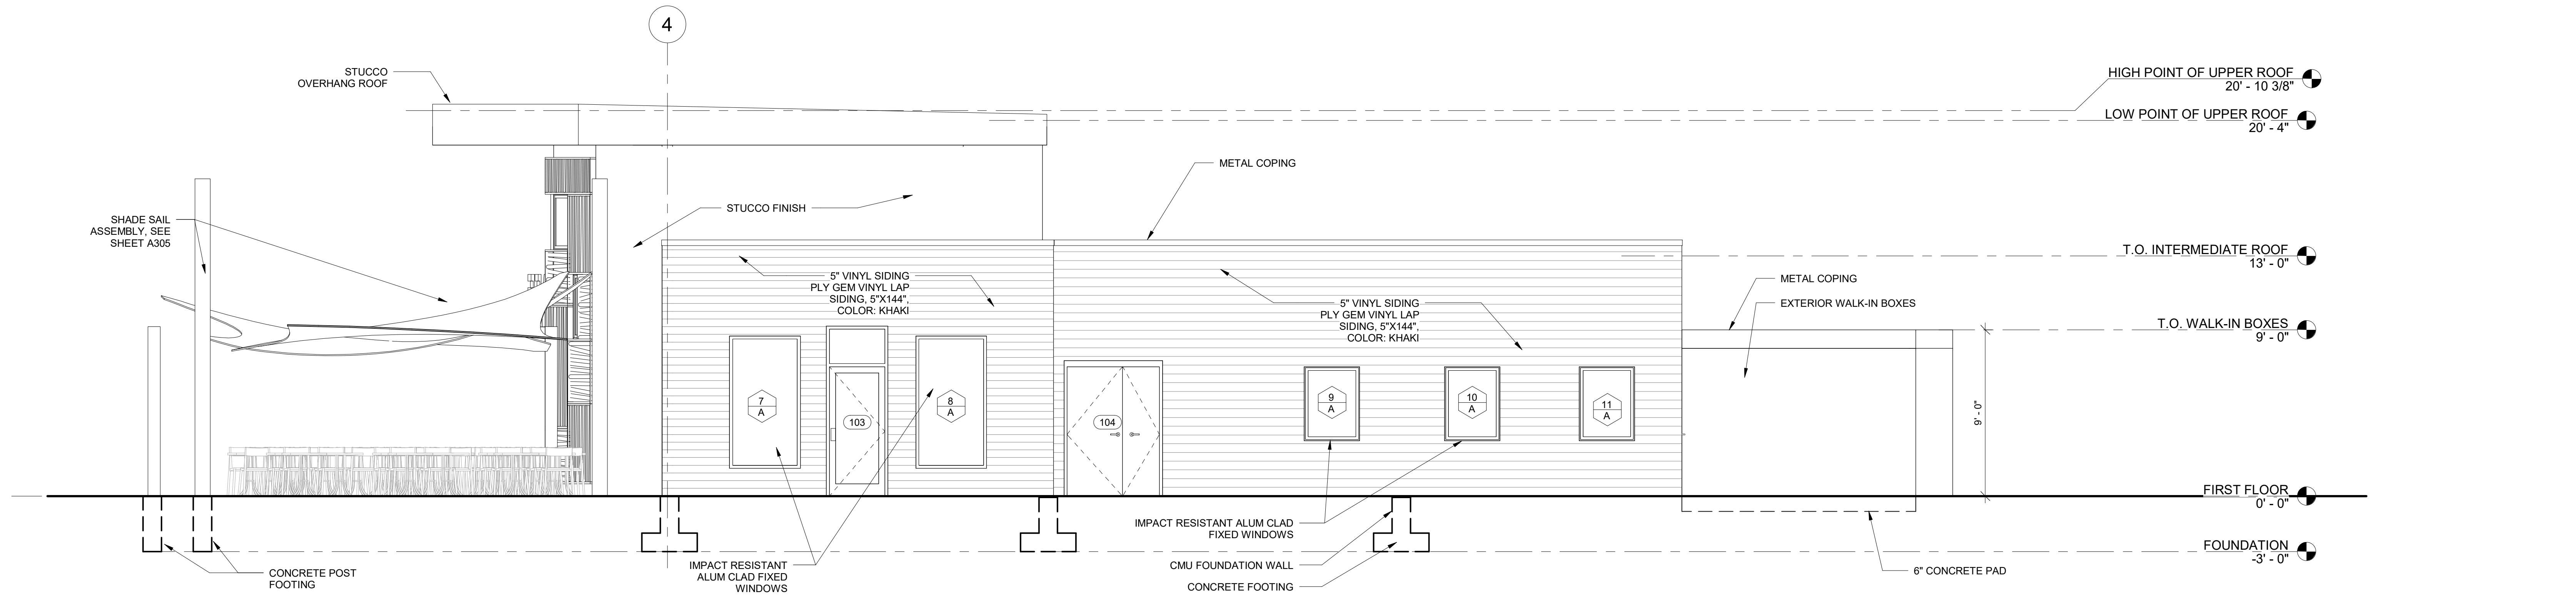 4
STUCCO
OVERHANG ROOF
HIGH POINT OF UPPER ROOF
20' - 10 3/8"
LOW POINT OF UPPER ROOF
20' - 4"
METAL COPING
STUCCO FINISH
SHADE SAIL
ASSEMBLY, SEE
SHEET A305
T.O. INTERMEDIATE ROOF
13' - 0"
5" VINYL SIDING
PLY GEM VINYL LAP
SIDING, 5"X144",
COLOR: KHAKI
METAL COPING
EXTERIOR WALK-IN BOXES
5" VINYL SIDING
PLY GEM VINYL LAP
SIDING, 5"X144",
COLOR: KHAKI
T.O. WALK-IN BOXES
9' - 0"
7
A
8
A
9
A
10
A
11
A
103
104
9' - 0"
FIRST FLOOR
0' - 0"
IMPACT RESISTANT ALUM CLAD
FIXED WINDOWS
FOUNDATION
-3' - 0"
CONCRETE POST
FOOTING
IMPACT RESISTANT
ALUM CLAD FIXED
WINDOWS
CMU FOUNDATION WALL
CONCRETE FOOTING
6" CONCRETE PAD